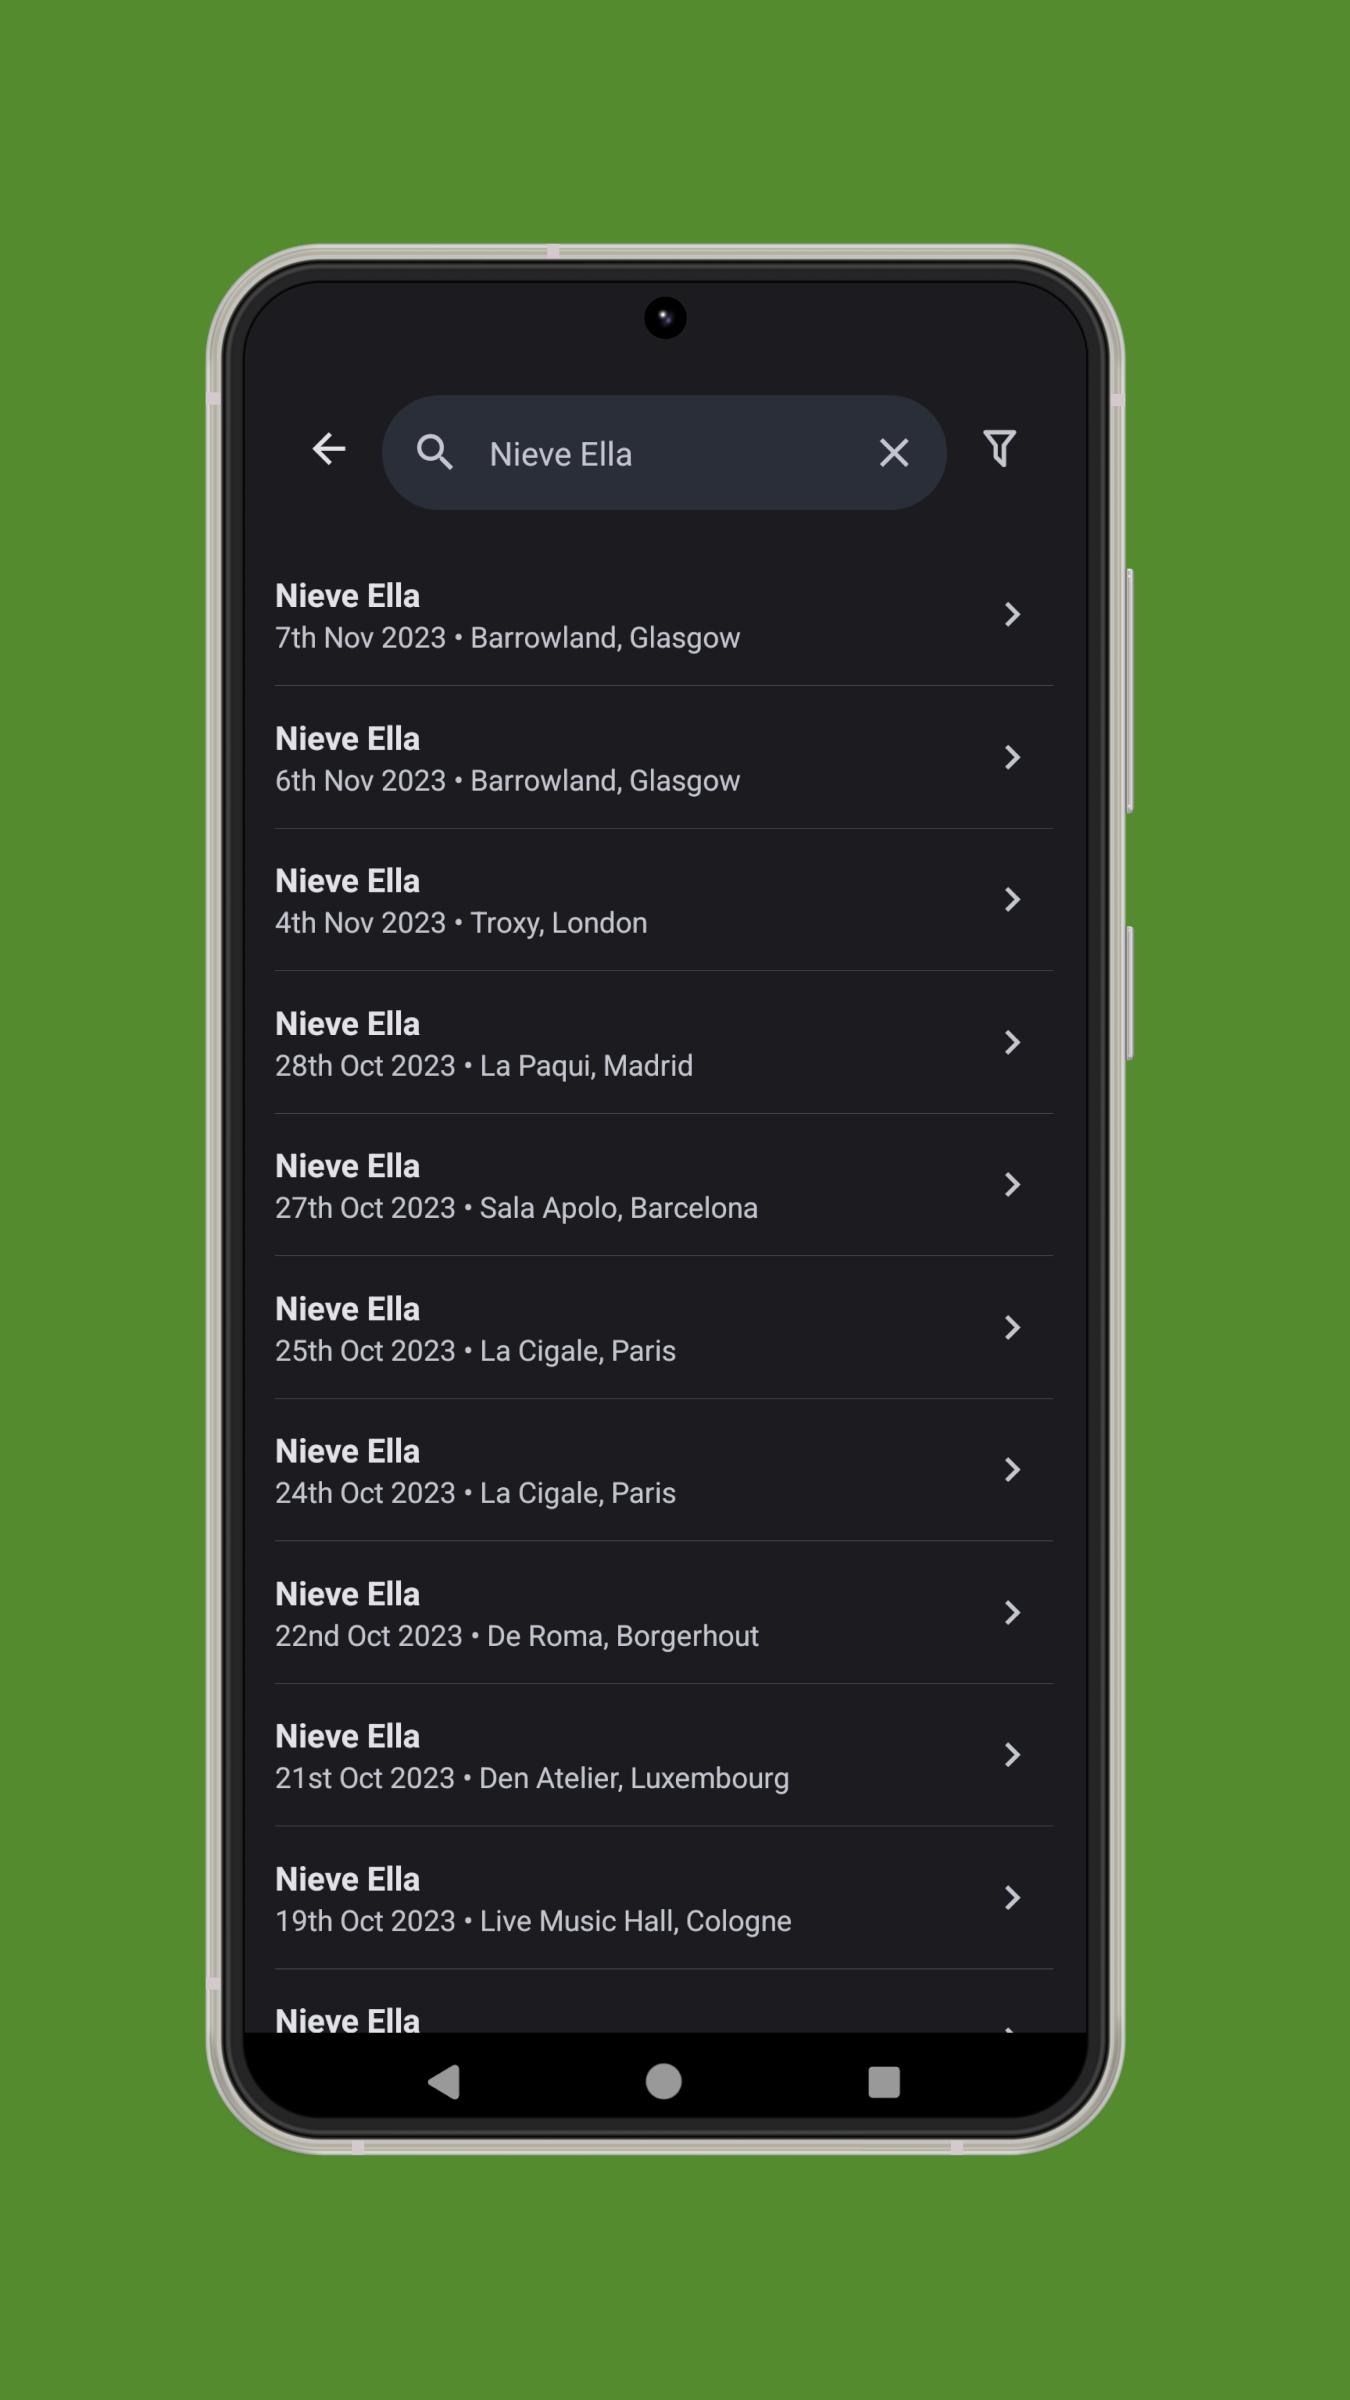 Nieve Ella
Nieve Ella
7th Nov 2023 • Barrowland, Glasgow
Nieve Ella
6th Nov 2023 • Barrowland, Glasgow
Nieve Ella
4th Nov 2023 • Troxy, London
Nieve Ella
28th Oct 2023 • La Paqui, Madrid
Nieve Ella
27th Oct 2023 • Sala Apolo, Barcelona
Nieve Ella
25th Oct 2023 • La Cigale, Paris
Nieve Ella
24th Oct 2023 • La Cigale, Paris
Nieve Ella
22nd Oct 2023 • De Roma, Borgerhout
Nieve Ella
21st Oct 2023 • Den Atelier, Luxembourg
Nieve Ella
19th Oct 2023 • Live Music Hall, Cologne
Nieve Ella